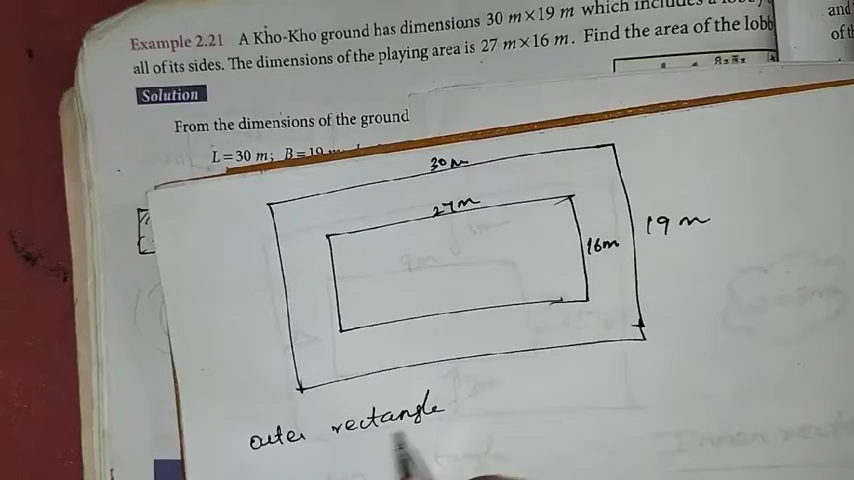 Example 2.21 A Kho-Kho ground has dimensions 30 m×19 m which includes a
all of its sides. The dimensions of the playing area is 27 m×16 m. Find the area of the lobb
and
of th
Solution
From the dimensions of the ground
L=30 m; B=19
30m
27m
16m
19 m
outer rectangle